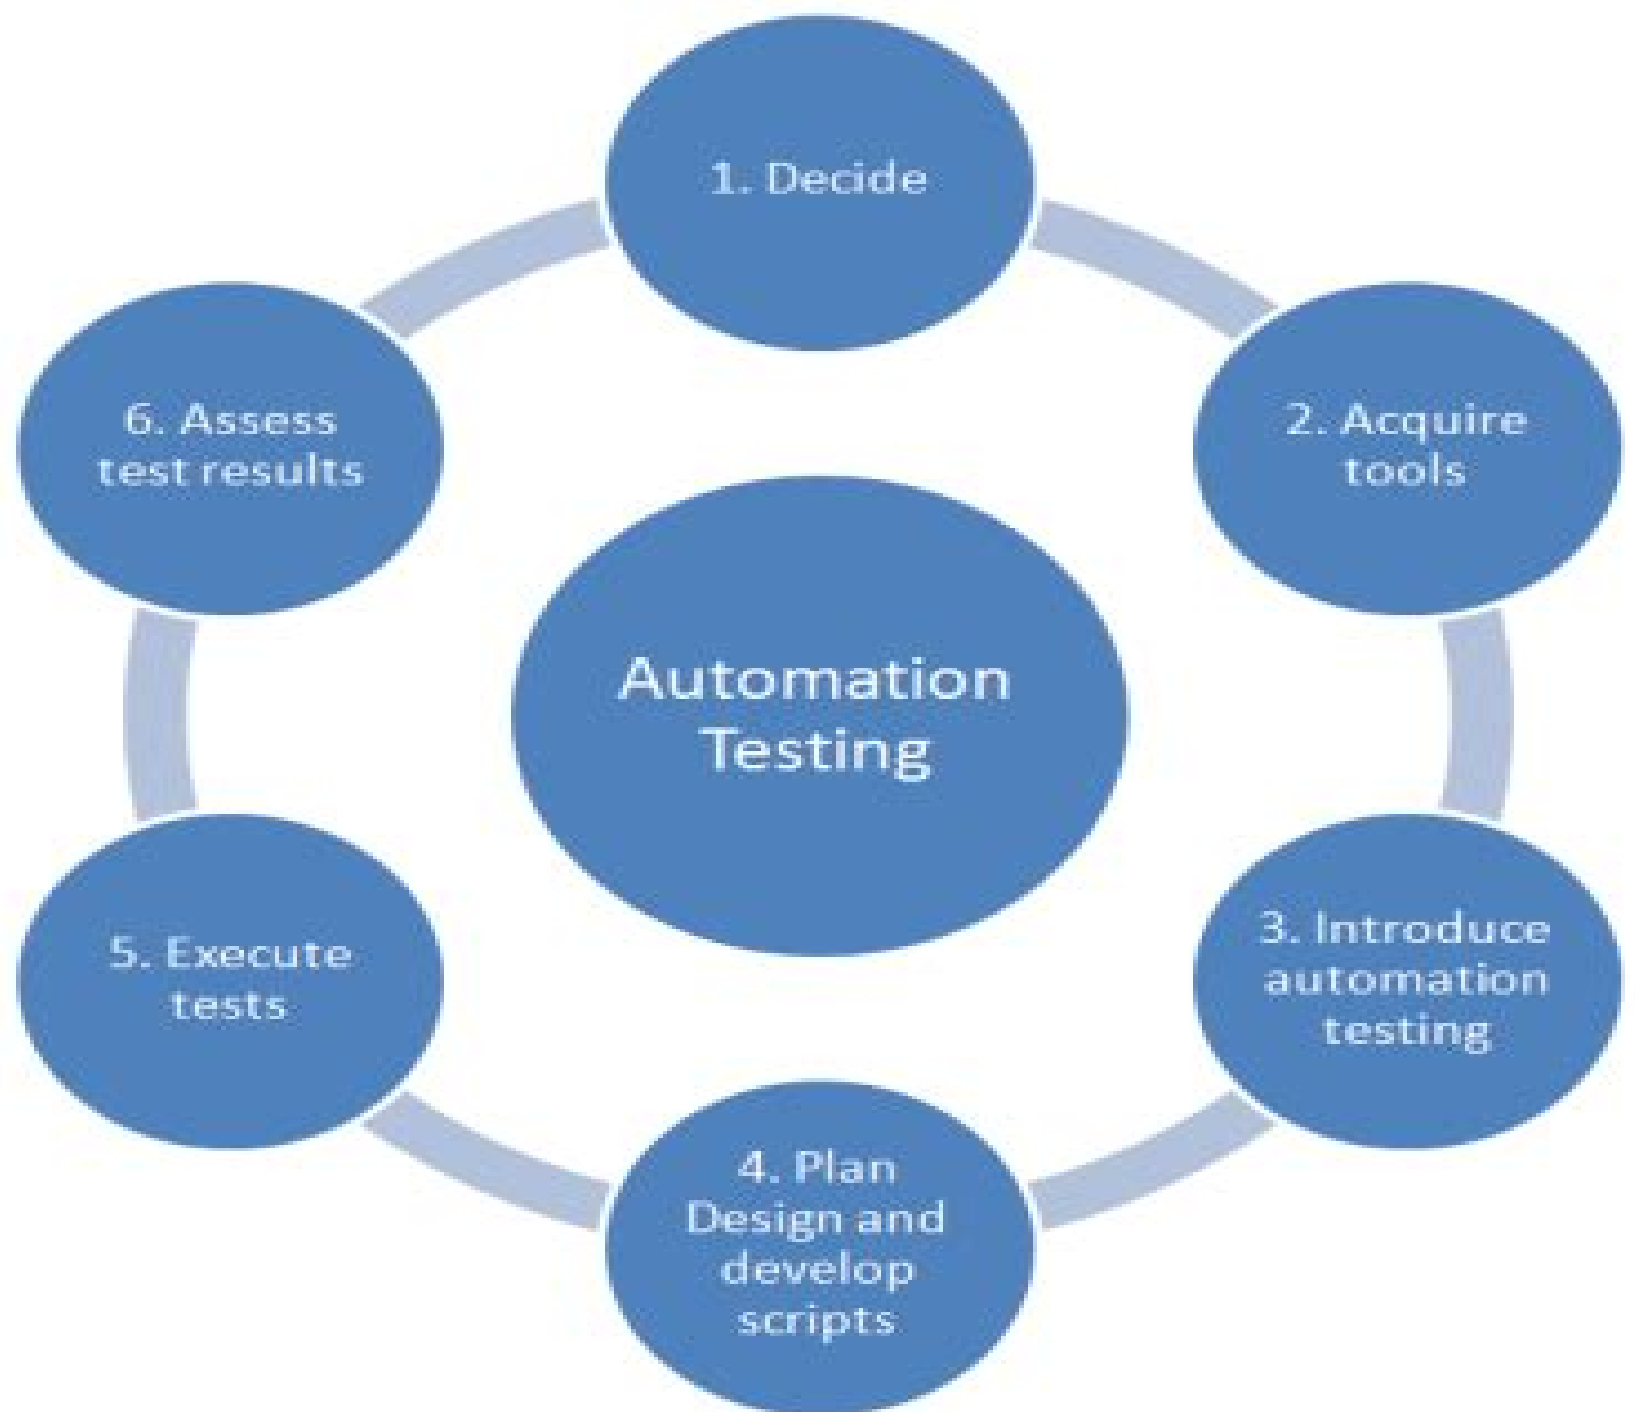 1. Decide
2. Acquire
tools
3. Introduce
automation
testing
4. Plan
Design and
develop
scripts
5. Execute
tests
6. Assess
test results
Automation
Testing